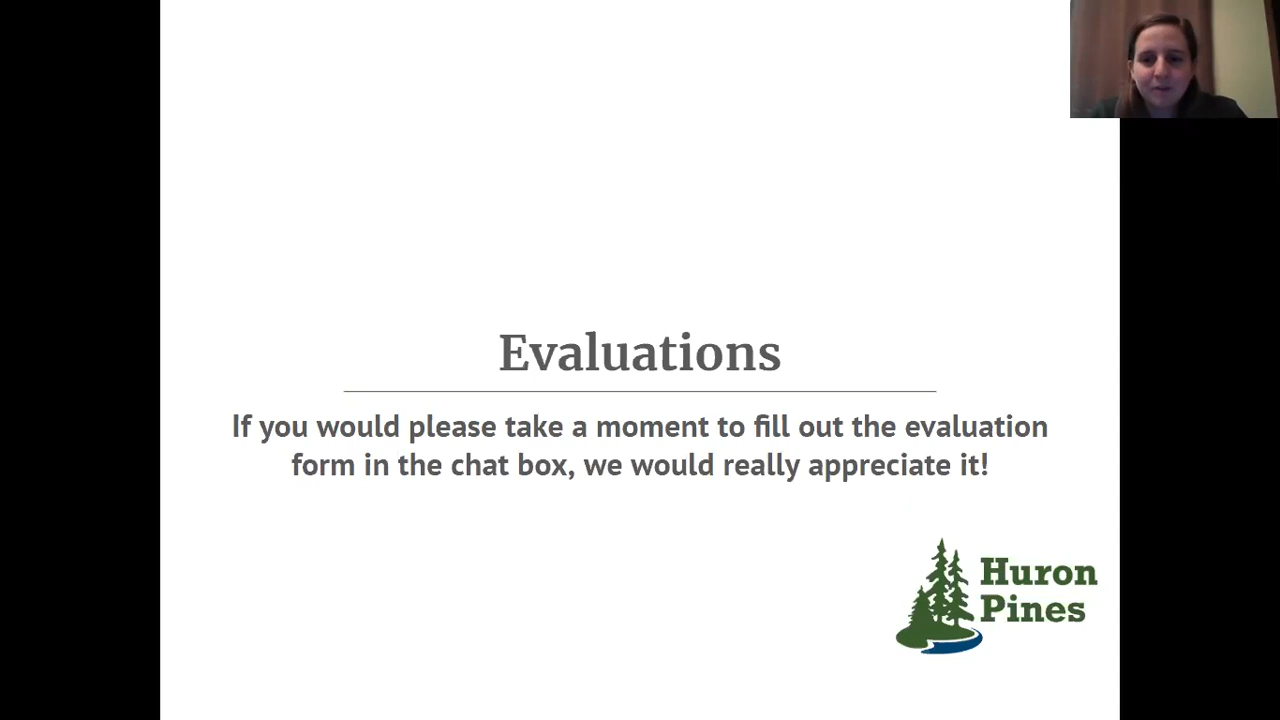 Evaluations
If you would please take a moment to fill out the evaluation
form in the chat box, we would really appreciate it!
Huron
Pines